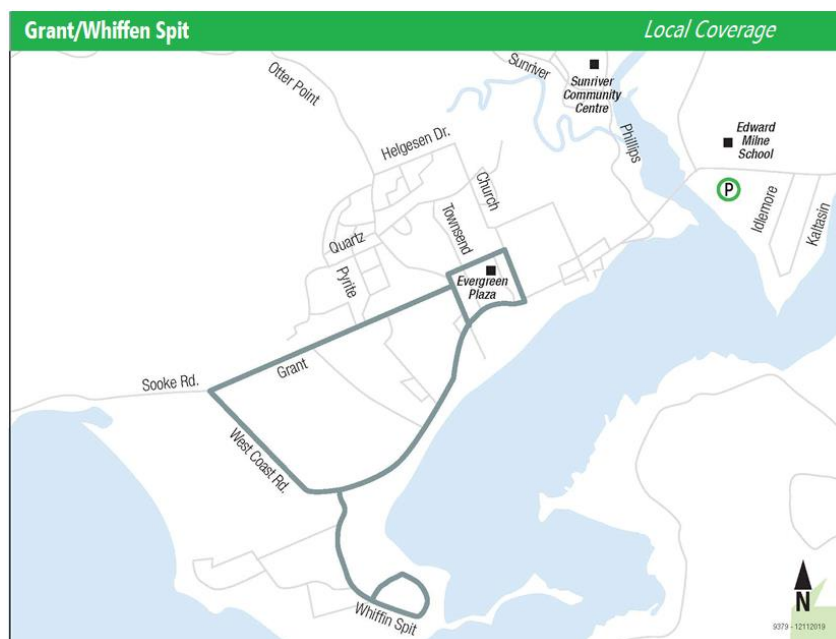 Grant/Whiffen Spit
Local Coverage
Otter Point
Sunriver
Sunriver
Community
Centre
Phillips
Edward
Milne
School
P
Idlemore
Kaltasin
Helgesen Dr.
Church
Townsend
Quartz
Pyrite
Evergreen
Plaza
Grant
Sooke Rd.
West Coast Rd.
Whiffin Spit
N
9379 - 12112019